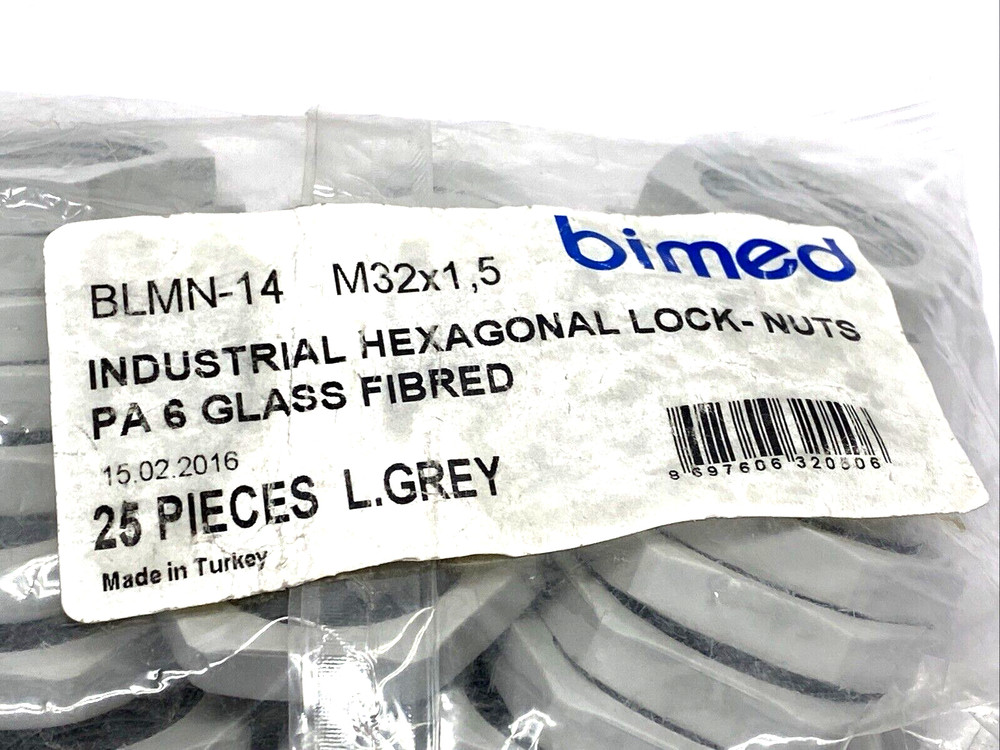 bimed
BLMN-14 M32x1,5
INDUSTRIAL HEXAGONAL LOCK- NUTS
PA 6 GLASS FIBRED
15.02.2016
25 PIECES L.GREY
8 697606 320806
Made in Turkey